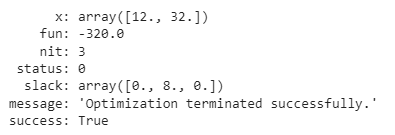 x: array([12., 32.])
fun: -320.0
nit: 3
status: 0
slack: array([0., 8., 0.])
message: 'Optimization terminated successfully.'
success: True